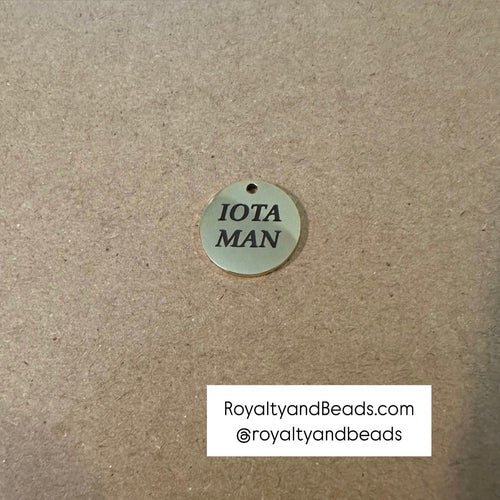 IOTA
MAN
RoyaltyandBeads.com
@royaltyandbeads